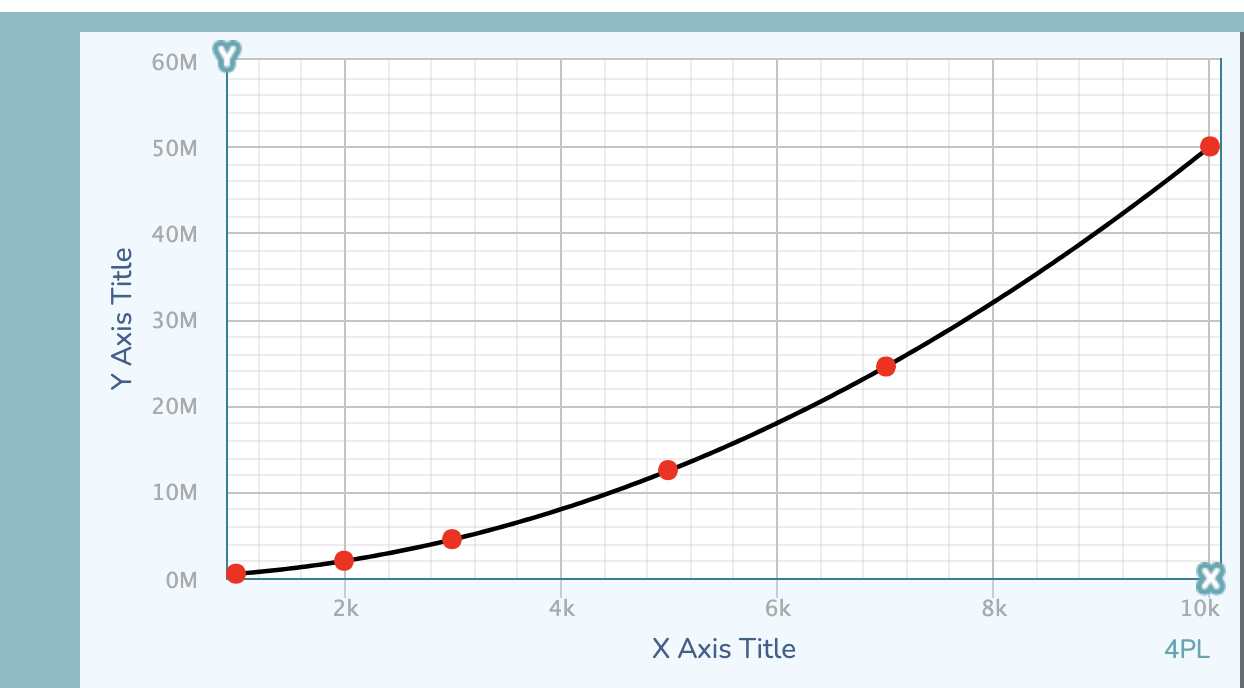 Y
60M
50M
40M
30M
20M
10M
0M
Y Axis Title
2k
4k
6k
8k
10k
X
X Axis Title
4PL